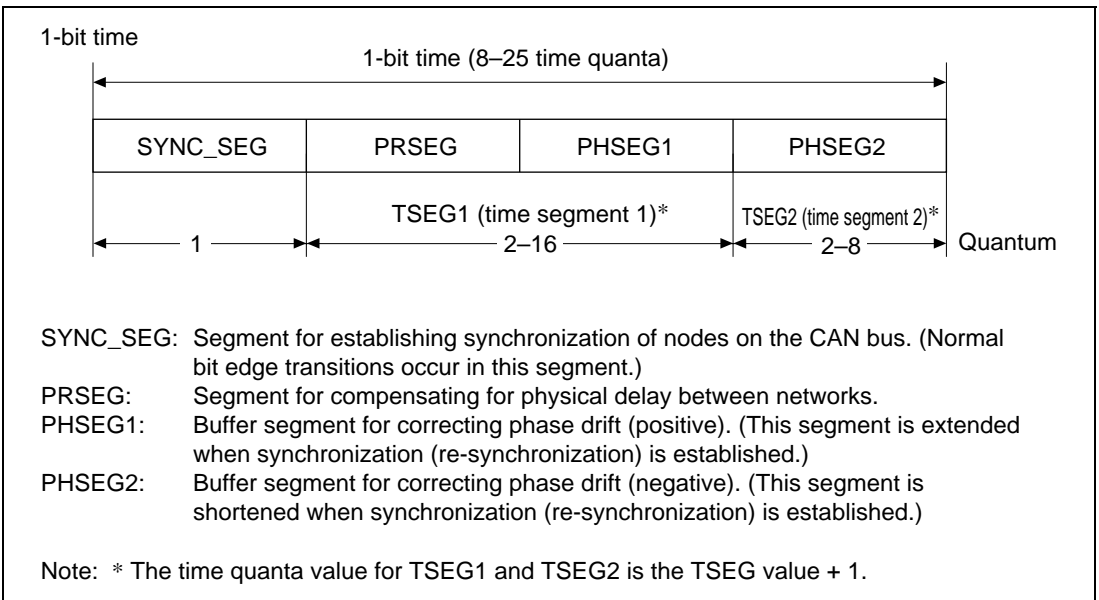 1-bit time
1-bit time (8–25 time quanta)
SYNC_SEG PRSEG PHSEG1 PHSEG2
TSEG1 (time segment 1)* TSEG2 (time segment 2)*
1 2–16 2–8 Quantum
SYNC_SEG: Segment for establishing synchronization of nodes on the CAN bus. (Normal
bit edge transitions occur in this segment.)
PRSEG: Segment for compensating for physical delay between networks.
PHSEG1: Buffer segment for correcting phase drift (positive). (This segment is extended
when synchronization (re-synchronization) is established.)
PHSEG2: Buffer segment for correcting phase drift (negative). (This segment is
shortened when synchronization (re-synchronization) is established.)
Note: * The time quanta value for TSEG1 and TSEG2 is the TSEG value + 1.